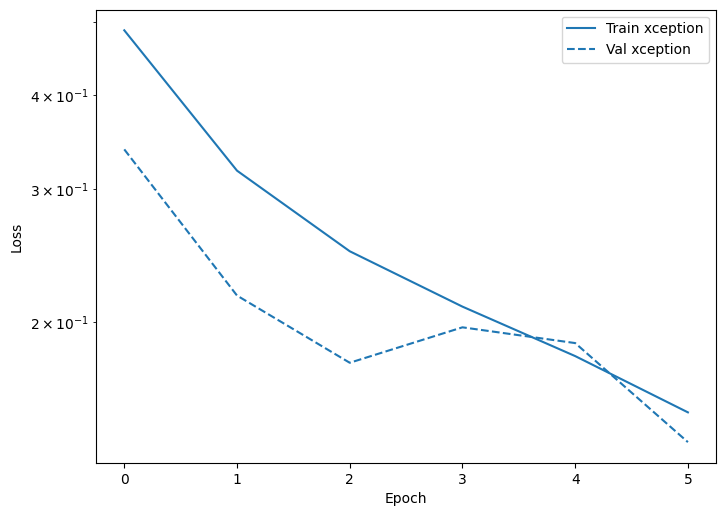 Train xception
Val xception
4 × 10⁻¹
3 × 10⁻¹
2 × 10⁻¹
Loss
0 1 2 3 4 5
Epoch